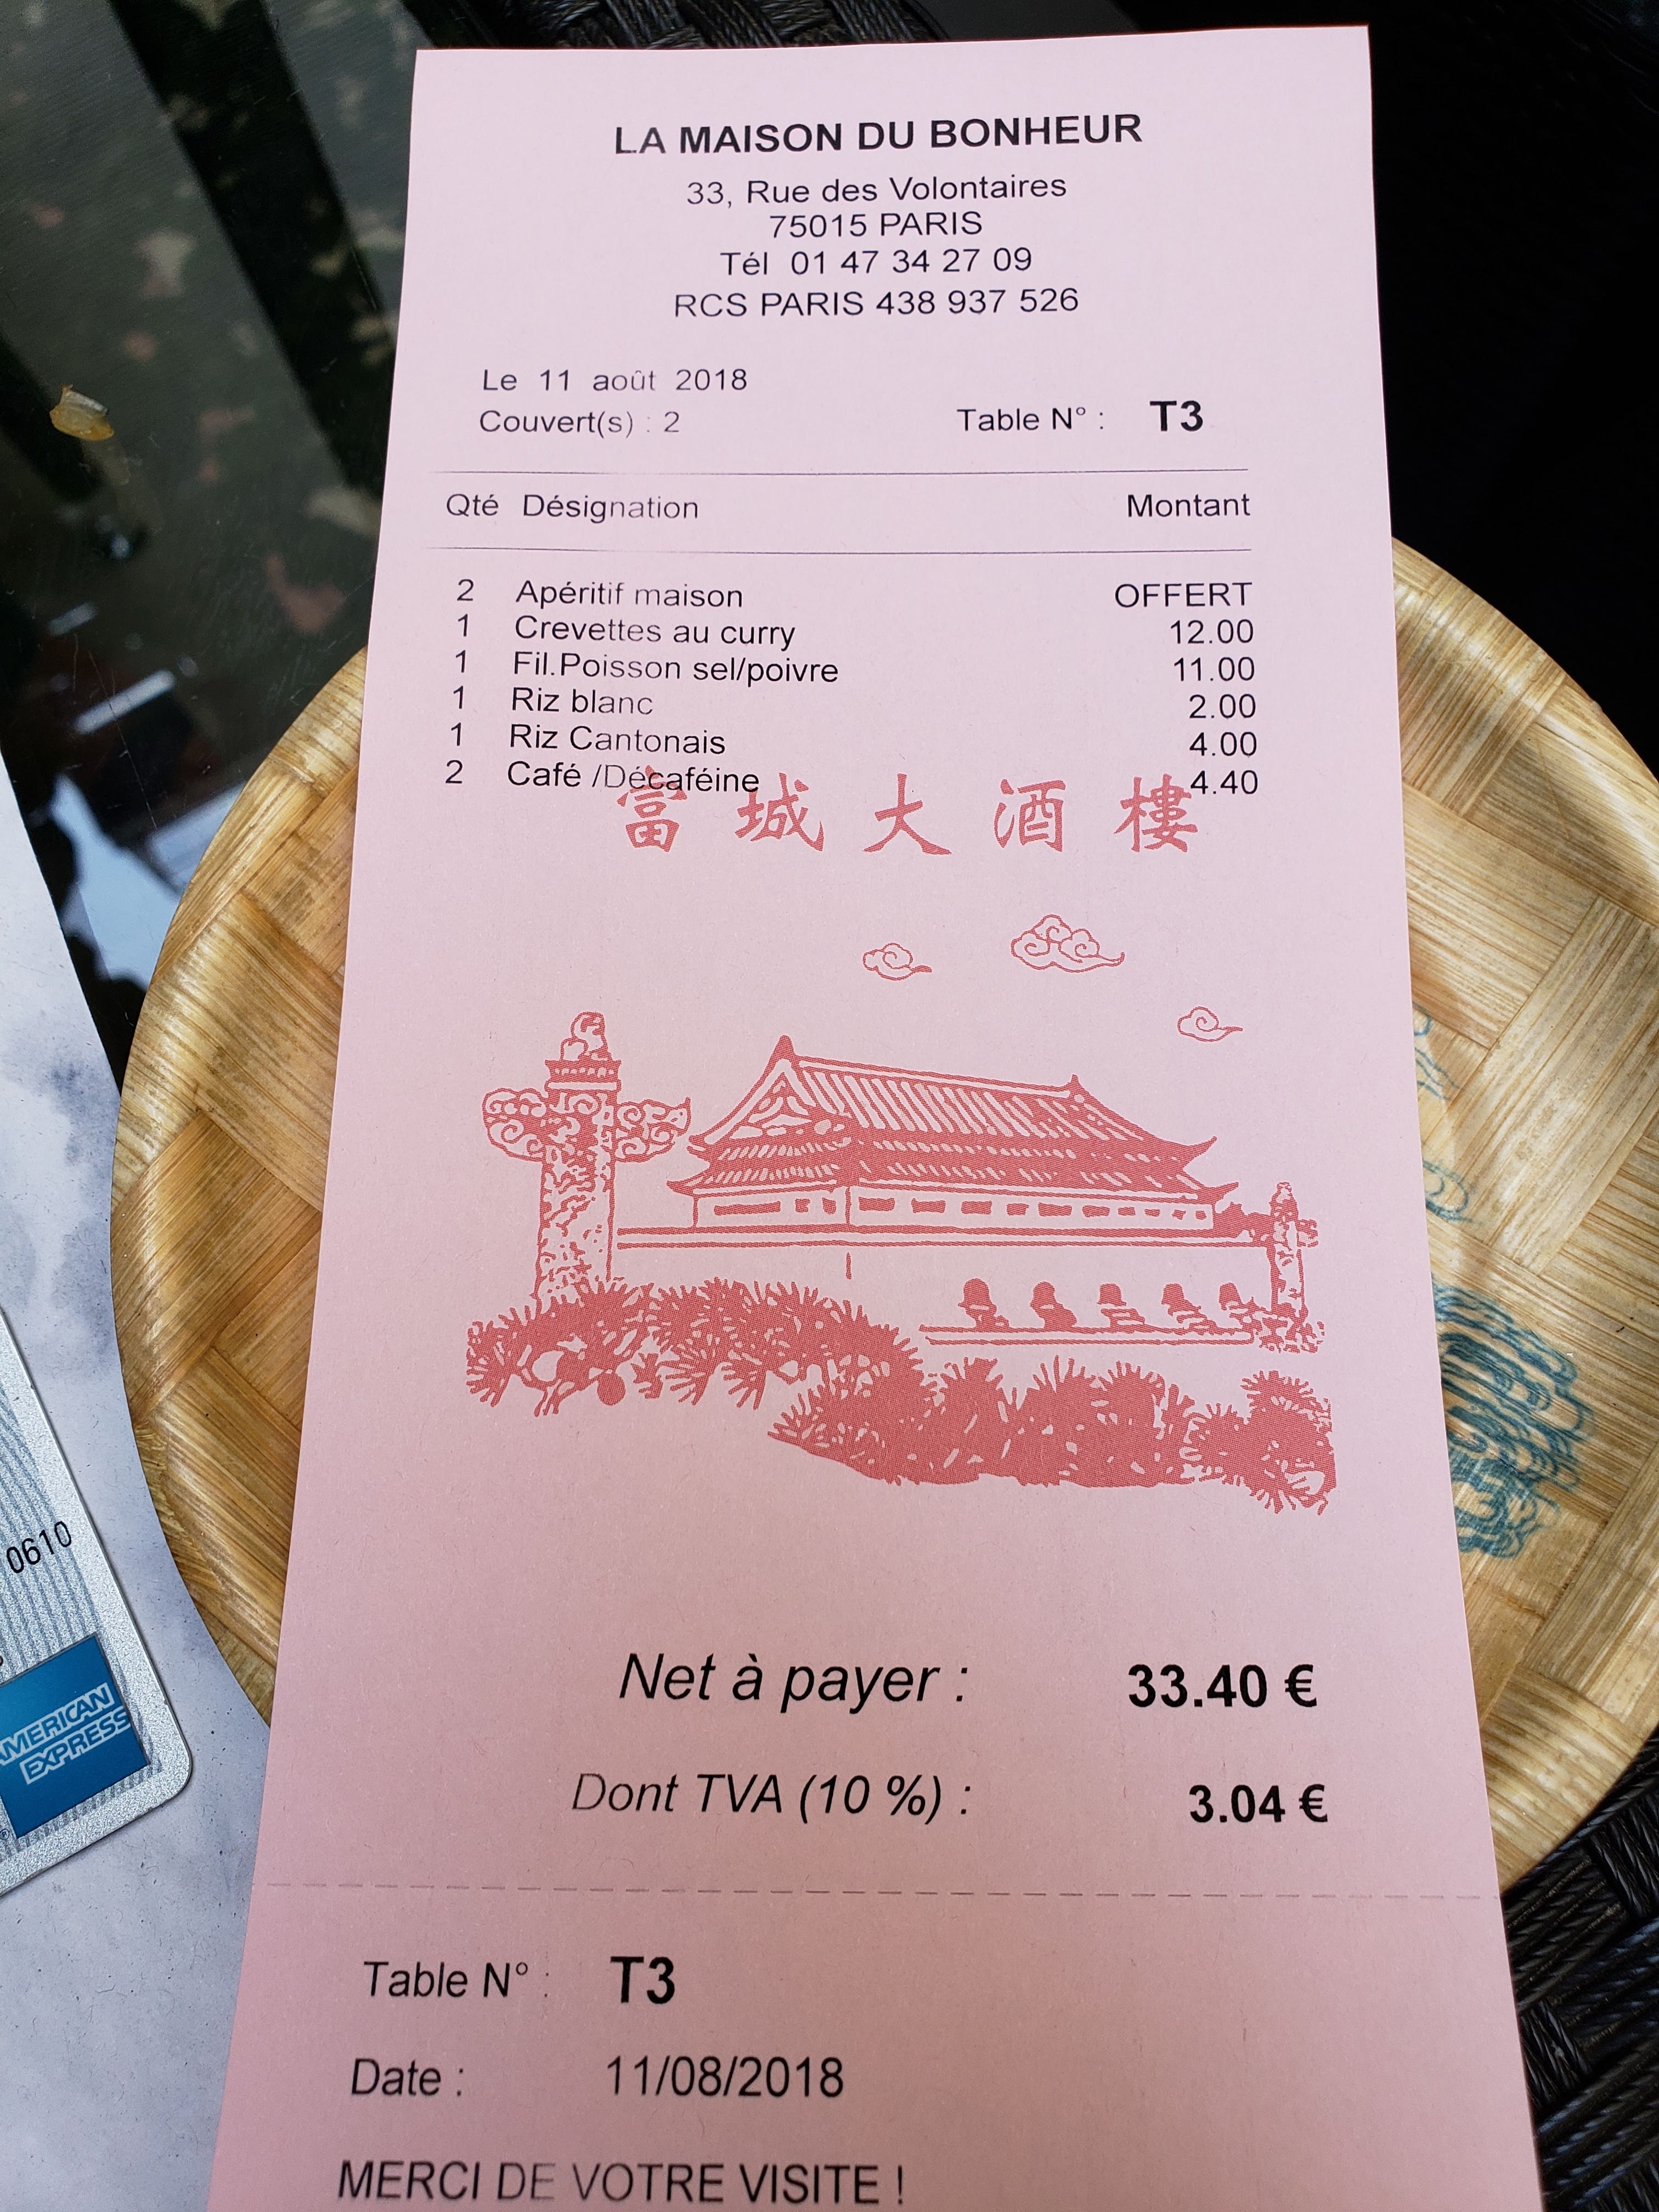 LA MAISON DU BONHEUR
33, Rue des Volontaires
75015 PARIS
Tél 01 47 34 27 09
RCS PARIS 438 937 526
Le 11 août 2018
Couvert(s) : 2 Table N° : T3
Qté Désignation Montant
2 Apéritif maison OFFERT
1 Crevettes au curry 12.00
1 Fil.Poisson sel/poivre 11.00
1 Riz blanc 2.00
1 Riz Cantonais 4.00
2 Café /Décaféine 4.40
富城大酒樓
Net à payer : 33.40 €
Dont TVA (10 %) : 3.04 €
Table N° : T3
Date : 11/08/2018
MERCI DE VOTRE VISITE !
0610
AMERICAN
EXPRESS